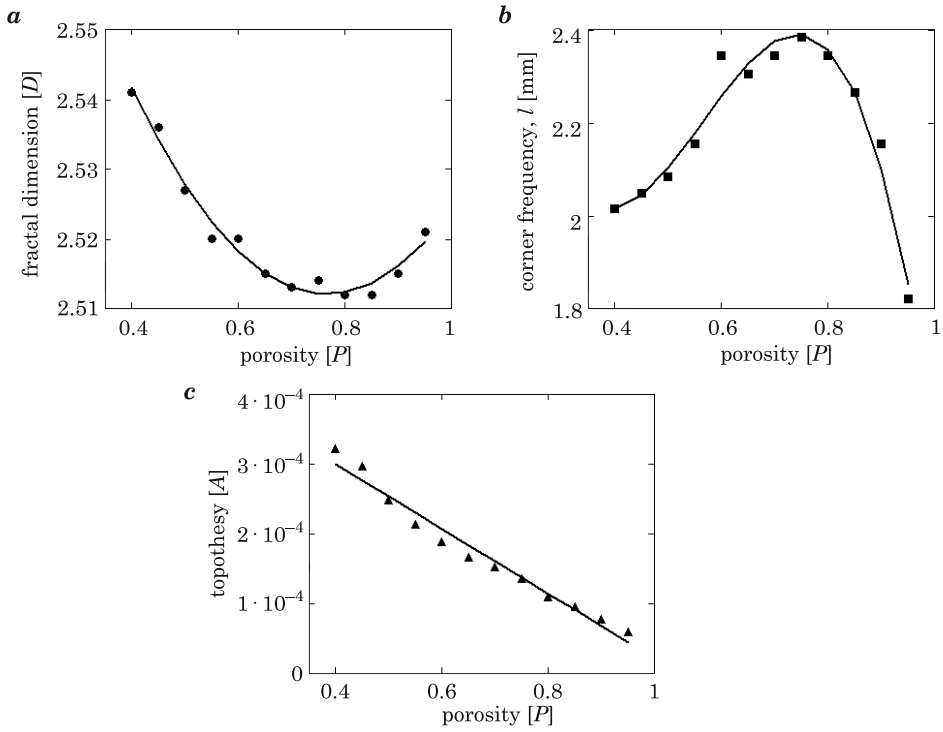 a
2.55
2.54
2.53
2.52
2.51
0.4 0.6 0.8 1
porosity [P]
fractal dimension [D]
b
2.4
2.2
2
1.8
0.4 0.6 0.8 1
porosity [P]
corner frequency, l [mm]
c
4 · 10⁻⁴
3 · 10⁻⁴
2 · 10⁻⁴
1 · 10⁻⁴
0
0.4 0.6 0.8 1
porosity [P]
topothesy [A]